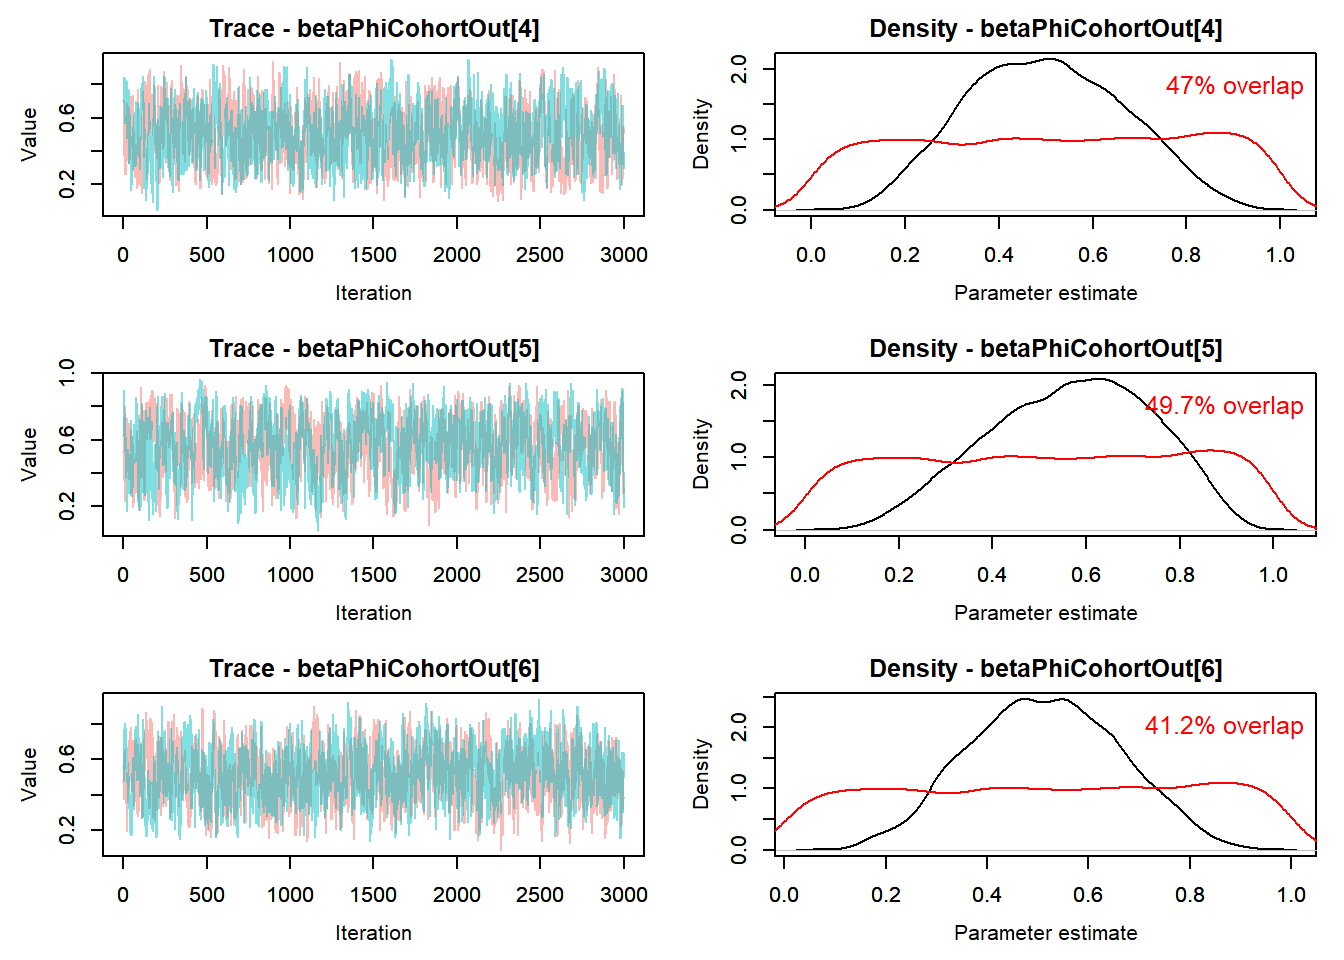 Trace - betaPhiCohortOut[4]
Value
0.2 0.6
0 500 1000 1500 2000 2500 3000
Iteration
Density - betaPhiCohortOut[4]
47% overlap
Density
0.0 1.0 2.0
0.0 0.2 0.4 0.6 0.8 1.0
Parameter estimate
Trace - betaPhiCohortOut[5]
Value
0.2 0.6 1.0
0 500 1000 1500 2000 2500 3000
Iteration
Density - betaPhiCohortOut[5]
49.7% overlap
Density
0.0 1.0 2.0
0.0 0.2 0.4 0.6 0.8 1.0
Parameter estimate
Trace - betaPhiCohortOut[6]
Value
0.2 0.6
0 500 1000 1500 2000 2500 3000
Iteration
Density - betaPhiCohortOut[6]
41.2% overlap
Density
0.0 1.0 2.0
0.0 0.2 0.4 0.6 0.8 1.0
Parameter estimate